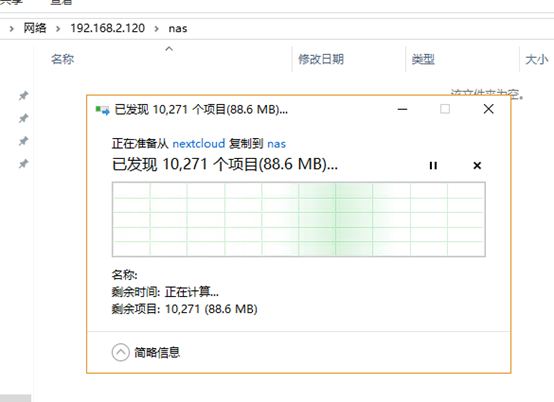 共享 查看
网络 192.168.2.120 nas
名称 修改日期 类型 大小
该文件夹为空。
已发现 10,271 个项目(88.6 MB)...
正在准备从 nextcloud 复制到 nas
已发现 10,271 个项目(88.6 MB)...
名称:
剩余时间: 正在计算...
剩余项目: 10,271 (88.6 MB)
简略信息